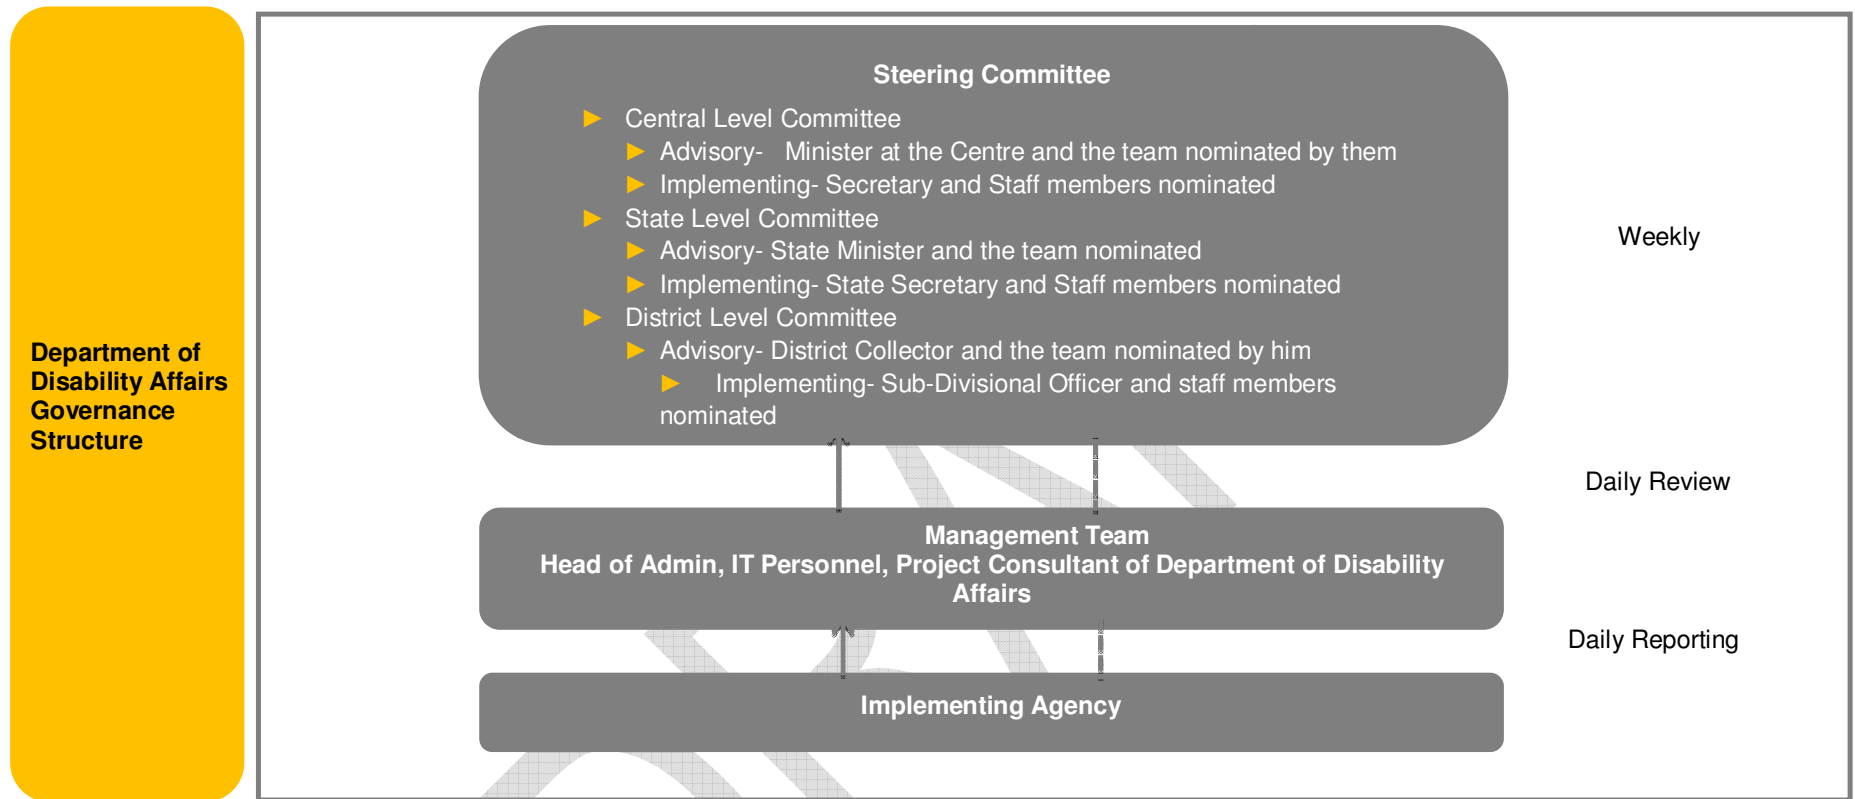 Department of
Disability Affairs
Governance
Structure
Steering Committee
► Central Level Committee
► Advisory- Minister at the Centre and the team nominated by them
► Implementing- Secretary and Staff members nominated
► State Level Committee
► Advisory- State Minister and the team nominated
► Implementing- State Secretary and Staff members nominated
► District Level Committee
► Advisory- District Collector and the team nominated by him
► Implementing- Sub-Divisional Officer and staff members
nominated
Weekly
Daily Review
Management Team
Head of Admin, IT Personnel, Project Consultant of Department of Disability
Affairs
Daily Reporting
Implementing Agency